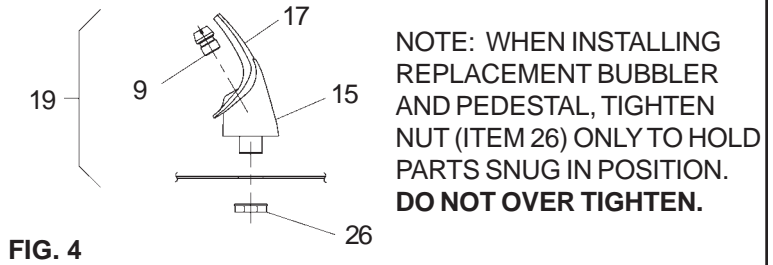 17
9
19
15
26
FIG. 4
NOTE: WHEN INSTALLING
REPLACEMENT BUBBLER
AND PEDESTAL, TIGHTEN
NUT (ITEM 26) ONLY TO HOLD
PARTS SNUG IN POSITION.
DO NOT OVER TIGHTEN.